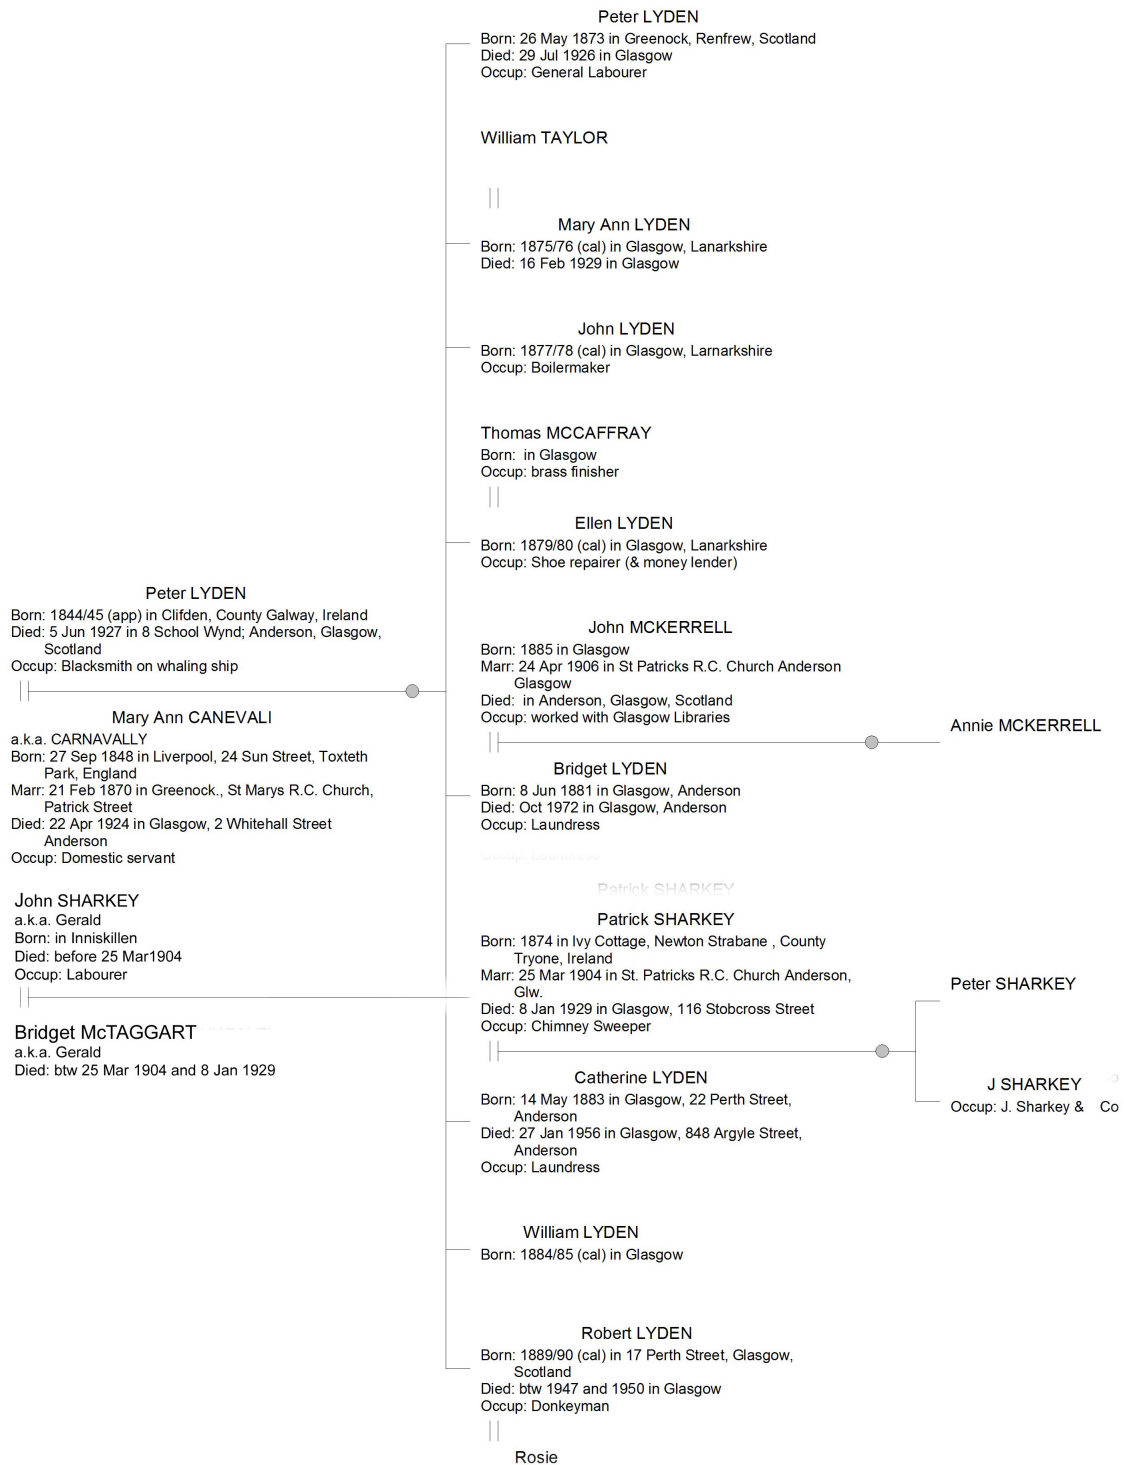 Peter LYDEN
Born: 26 May 1873 in Greenock, Renfrew, Scotland
Died: 29 Jul 1926 in Glasgow
Occup: General Labourer
William TAYLOR
Mary Ann LYDEN
Born: 1875/76 (cal) in Glasgow, Lanarkshire
Died: 16 Feb 1929 in Glasgow
John LYDEN
Born: 1877/78 (cal) in Glasgow, Larnarkshire
Occup: Boilermaker
Thomas MCCAFFRAY
Born:  in Glasgow
Occup: brass finisher
Ellen LYDEN
Born: 1879/80 (cal) in Glasgow, Lanarkshire
Occup: Shoe repairer (& money lender)
Peter LYDEN
Born: 1844/45 (app) in Clifden, County Galway, Ireland
Died: 5 Jun 1927 in 8 School Wynd; Anderson, Glasgow,
Scotland
Occup: Blacksmith on whaling ship
Mary Ann CANEVALI
a.k.a. CARNAVALLY
Born: 27 Sep 1848 in Liverpool, 24 Sun Street, Toxteth
Park, England
Marr: 21 Feb 1870 in Greenock., St Marys R.C. Church,
Patrick Street
Died: 22 Apr 1924 in Glasgow, 2 Whitehall Street
Anderson
Occup: Domestic servant
John MCKERRELL
Born: 1885 in Glasgow
Marr: 24 Apr 1906 in St Patricks R.C. Church Anderson
Glasgow
Died:  in Anderson, Glasgow, Scotland
Occup: worked with Glasgow Libraries
Annie MCKERRELL
Bridget LYDEN
Born: 8 Jun 1881 in Glasgow, Anderson
Died: Oct 1972 in Glasgow, Anderson
Occup: Laundress
Occup: Laundress
John SHARKEY
a.k.a. Gerald
Born: in Inniskillen
Died: before 25 Mar1904
Occup: Labourer
Bridget McTAGGART
a.k.a. Gerald
Died: btw 25 Mar 1904 and 8 Jan 1929
Patrick SHARKEY
Patrick SHARKEY
Born: 1874 in Ivy Cottage, Newton Strabane , County
Tryone, Ireland
Marr: 25 Mar 1904 in St. Patricks R.C. Church Anderson,
Glw.
Died: 8 Jan 1929 in Glasgow, 116 Stobcross Street
Occup: Chimney Sweeper
Peter SHARKEY
J SHARKEY
Occup: J. Sharkey & Co
Catherine LYDEN
Born: 14 May 1883 in Glasgow, 22 Perth Street,
Anderson
Died: 27 Jan 1956 in Glasgow, 848 Argyle Street,
Anderson
Occup: Laundress
William LYDEN
Born: 1884/85 (cal) in Glasgow
Robert LYDEN
Born: 1889/90 (cal) in 17 Perth Street, Glasgow,
Scotland
Died: btw 1947 and 1950 in Glasgow
Occup: Donkeyman
Rosie